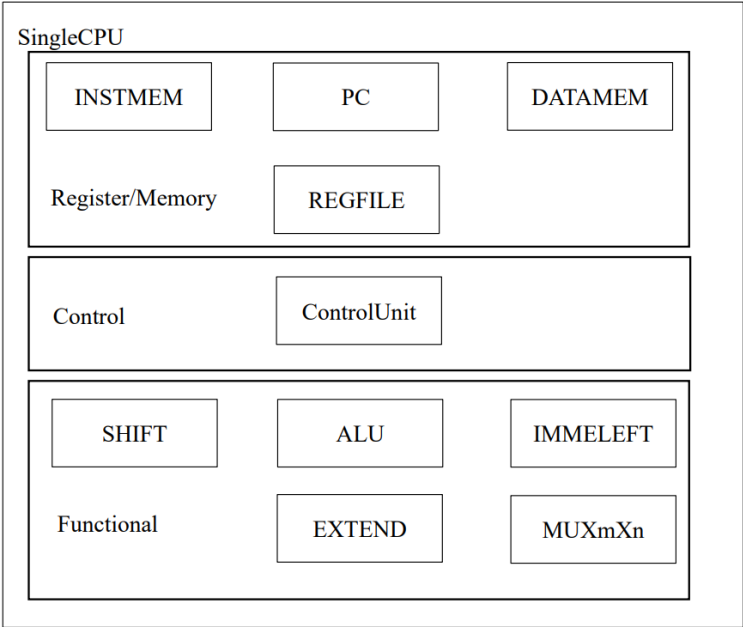 SingleCPU
INSTMEM PC DATAMEM
Register/Memory REGFILE
Control ControlUnit
SHIFT ALU IMMELEFT
Functional EXTEND MUXmXn